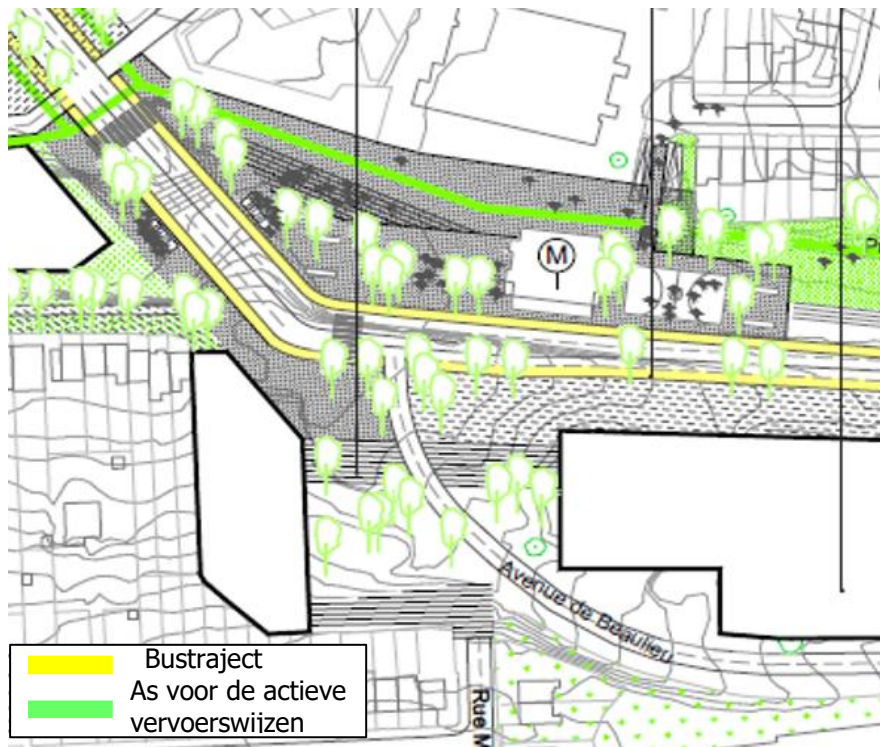 M
Avenue de Beaulieu
Rue M
Bustraject
As voor de actieve
vervoerswijzen